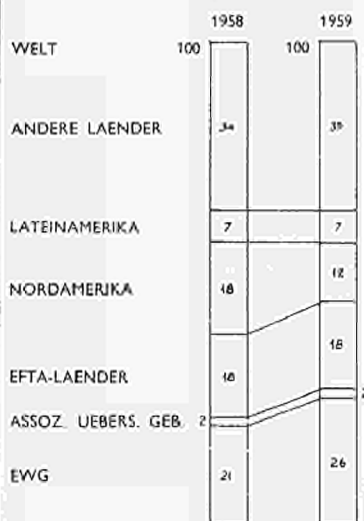 1958 1959
WELT 100 100
ANDERE LAENDER 34 35
LATEINAMERIKA 7 7
NORDAMERIKA 18 12
EFTA-LAENDER 18 18
ASSOZ. UEBERS. GEB. 2
EWG 21 26